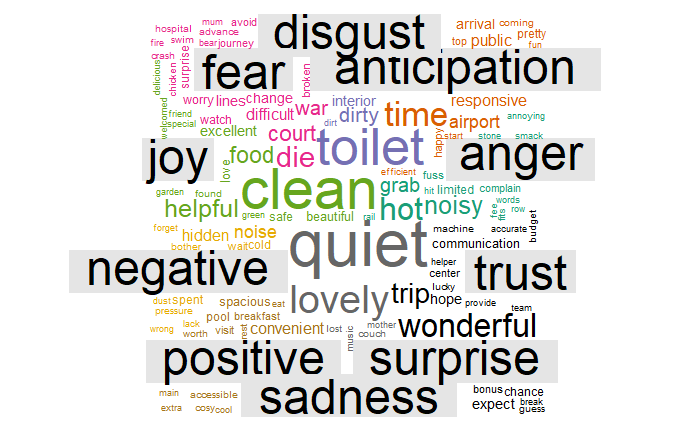 hospital mum avoid disgust arrival coming
fire swim advance top public pretty
crash surprise bear journey fun
delicious chicken fear broken anticipation
worry lines change war interior time responsive
welcomed friend watch difficult dirty airport annoying
special excellent court dirt toilet happy start stone smack
joy love food die efficient anger
garden found clean grab fuss limited complain
helpful green safe beautiful rail hot hit noisy fee fits words row
forget hidden noise quiet machine accurate budget
bother wait cold communication
negative helper center trust
dust spent spacious eat lovely trip lucky hope provide
pressure pool breakfast team
wrong lack worth visit rest convenient lost music mother couch wonderful
positive surprise
main accessible sadness bonus chance
extra cosy cool expect break guess